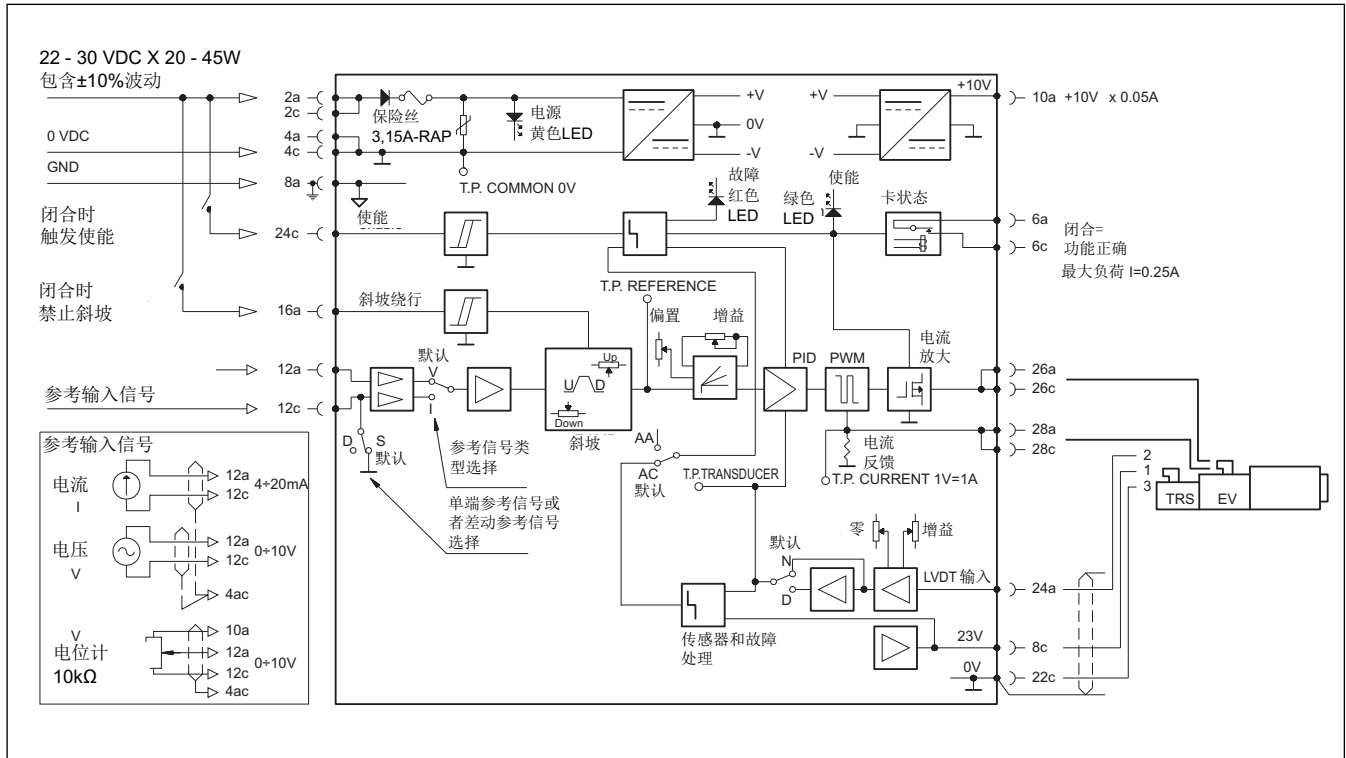 22 - 30 VDC X 20 - 45W
包含±10%波动
0 VDC
GND
闭合时
触发使能
闭合时
禁止斜坡
参考输入信号
2a
2c
4a
4c
8a
24c
16a
12a
12c
保险丝
3,15A-RAP
电源
黄色LED
T.P. COMMON 0V
+V
0V
-V
+V
-V
+10V
10a +10V x 0.05A
使能
故障
红色
LED
绿色
LED
使能
卡状态
6a
6c
闭合=
功能正确
最大负荷 I=0.25A
斜坡绕行
T.P. REFERENCE
偏置
增益
默认
V
I
D
S
默认
U
D
Up
Down
斜坡
PID
PWM
电流
放大
26a
26c
28a
28c
参考信号类
型选择
单端参考信号或
者差动参考信号
选择
AA
AC
默认
T.P.TRANSDUCER
电流
反馈
T.P. CURRENT 1V=1A
2
1
3
TRS
EV
零
增益
默认
N
D
LVDT 输入
24a
传感器和故障
处理
23V
8c
0V
22c
参考输入信号
电流
I
12a
12c
4÷20mA
电压
V
12a
12c
0÷10V
4ac
V
电位计
10kΩ
10a
12a
12c
0÷10V
4ac